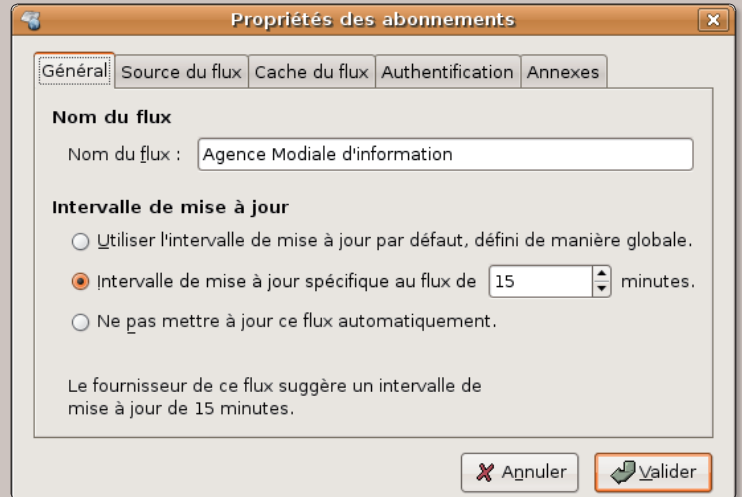 Propriétés des abonnements
Général Source du flux Cache du flux Authentification Annexes
Nom du flux
Nom du flux : Agence Modiale d'information
Intervalle de mise à jour
Utiliser l'intervalle de mise à jour par défaut, défini de manière globale.
Intervalle de mise à jour spécifique au flux de 15 minutes.
Ne pas mettre à jour ce flux automatiquement.
Le fournisseur de ce flux suggère un intervalle de
mise à jour de 15 minutes.
Annuler Valider